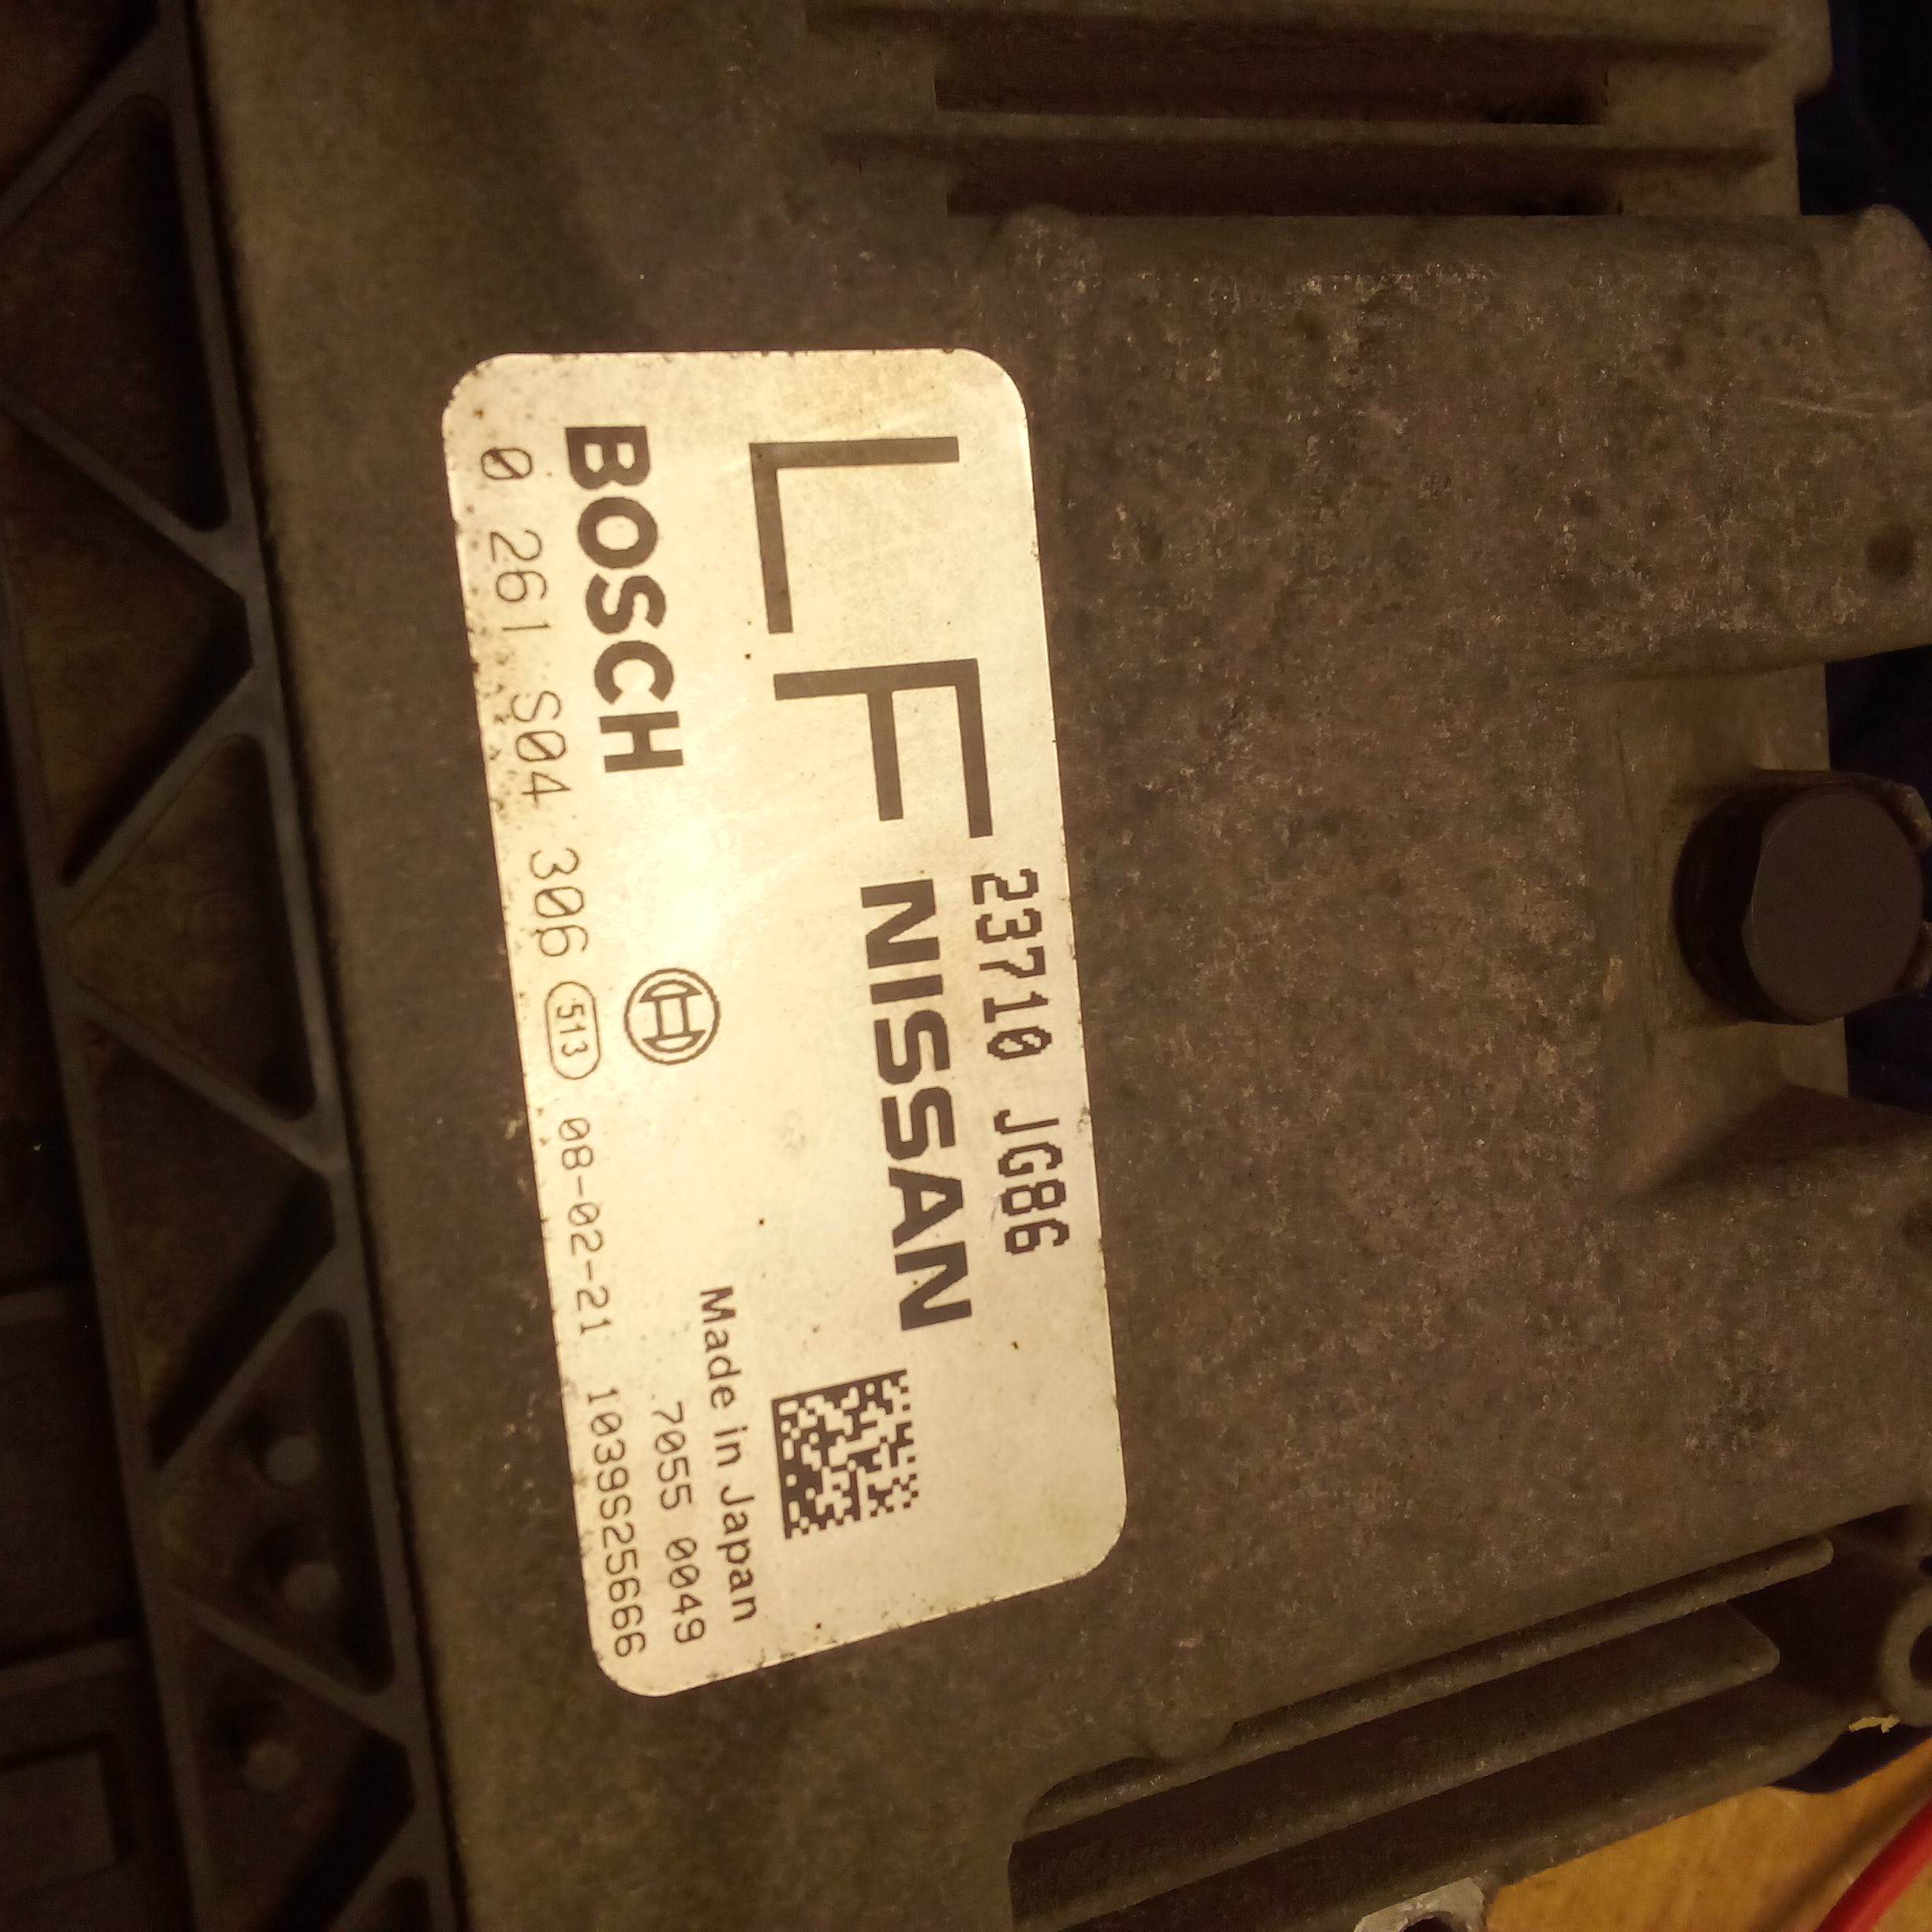 23710 JG86
LF NISSAN
Made in Japan
BOSCH
7055 0049
0 261 S04 306 513 08-02-21 1039S25666